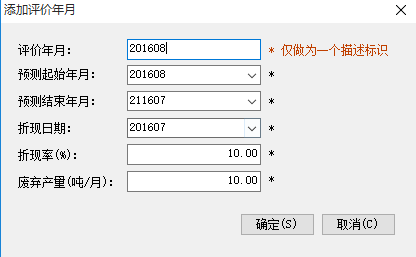 添加评价年月
评价年月: 201608 * 仅做为一个描述标识
预测起始年月: 201608 *
预测结束年月: 211607 *
折现日期: 201607 *
折现率(%): 10.00 *
废弃产量(吨/月): 10.00 *
确定(S) 取消(C)